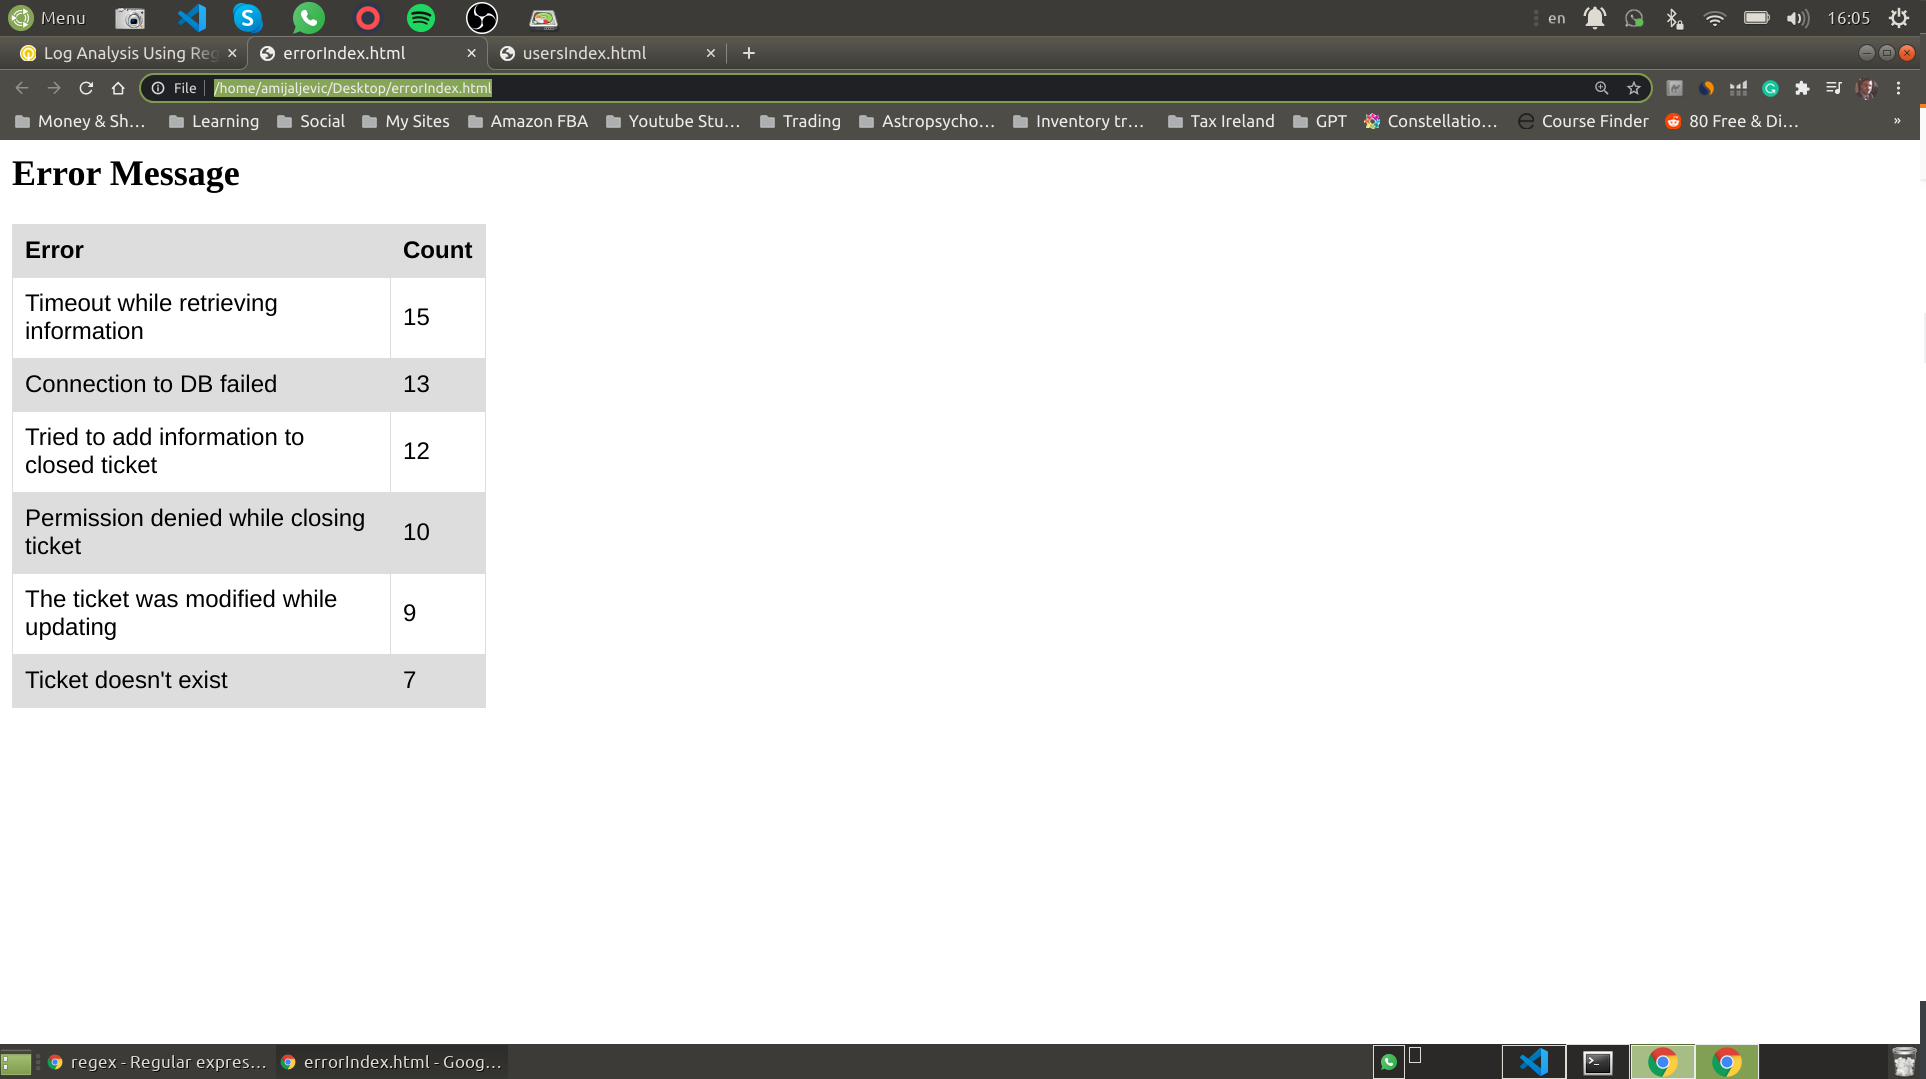 Menu
en
16:05
Log Analysis Using Reg
errorIndex.html
usersIndex.html
File
/home/amijaljevic/Desktop/errorIndex.html
Money & Sh...
Learning
Social
My Sites
Amazon FBA
Youtube Stu...
Trading
Astropsycho...
Inventory tr...
Tax Ireland
GPT
Constellatio...
Course Finder
80 Free & Di...
»
Error Message
Error Count
Timeout while retrieving
information
15
Connection to DB failed 13
Tried to add information to
closed ticket
12
Permission denied while closing
ticket
10
The ticket was modified while
updating
9
Ticket doesn't exist 7
regex - Regular expres...
errorIndex.html - Goog...